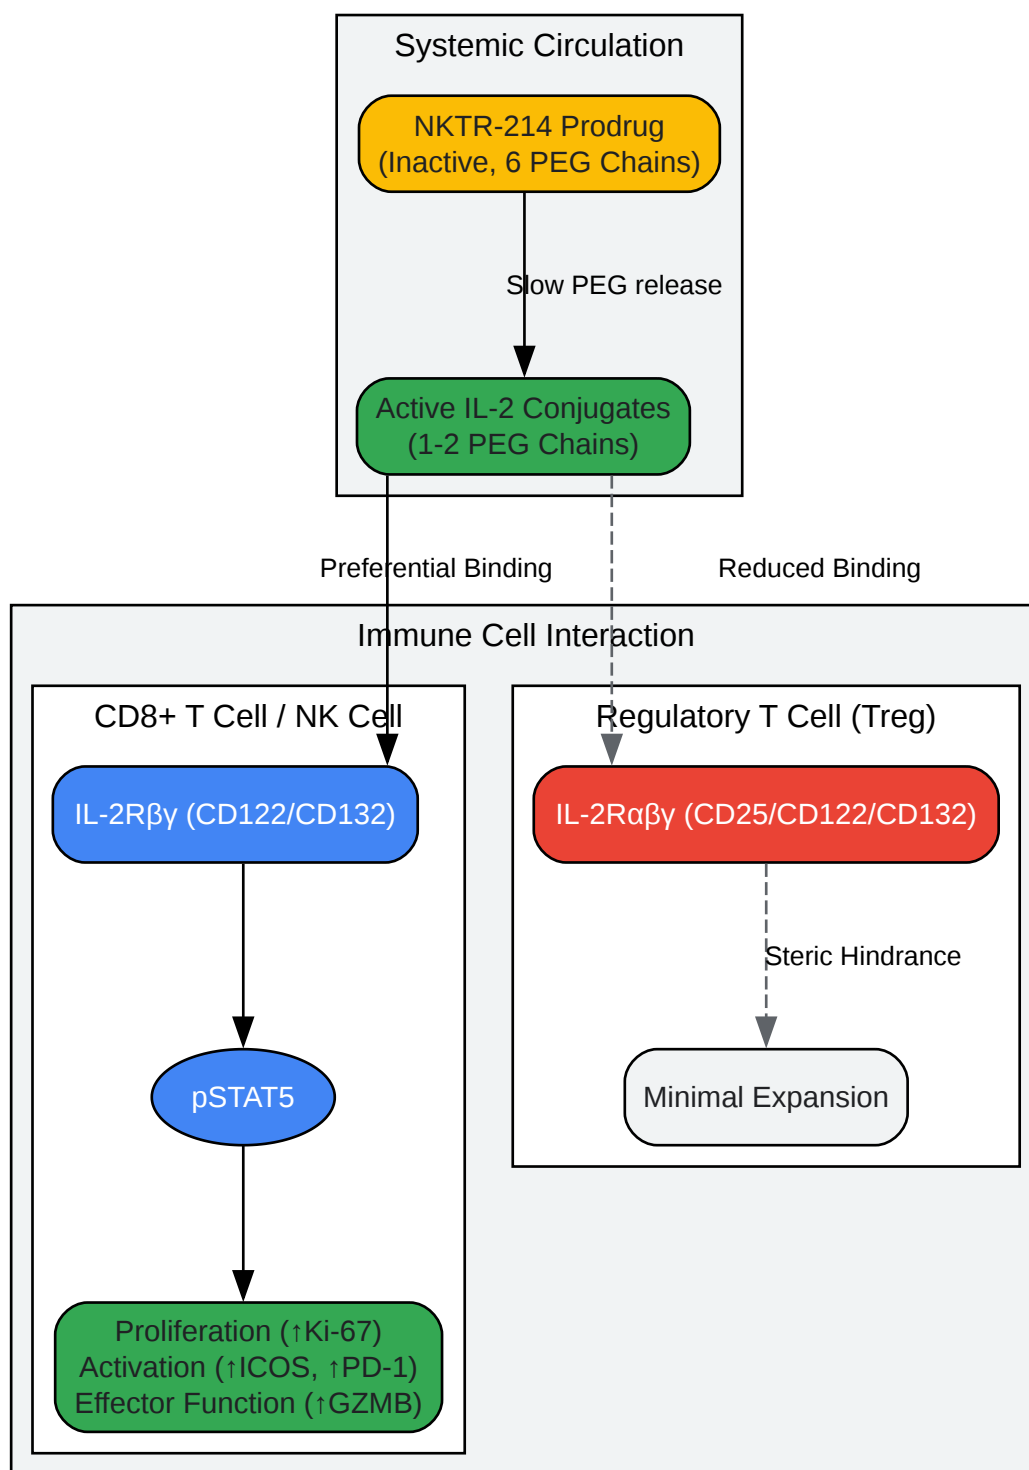 Systemic Circulation
NKTR-214 Prodrug
(Inactive, 6 PEG Chains)
Slow PEG release
Active IL-2 Conjugates
(1-2 PEG Chains)
Preferential Binding
Reduced Binding
Immune Cell Interaction
CD8+ T Cell / NK Cell
Regulatory T Cell (Treg)
IL-2Rβγ (CD122/CD132)
IL-2Rαβγ (CD25/CD122/CD132)
Steric Hindrance
pSTAT5
Minimal Expansion
Proliferation (↑Ki-67)
Activation (↑ICOS, ↑PD-1)
Effector Function (↑GZMB)